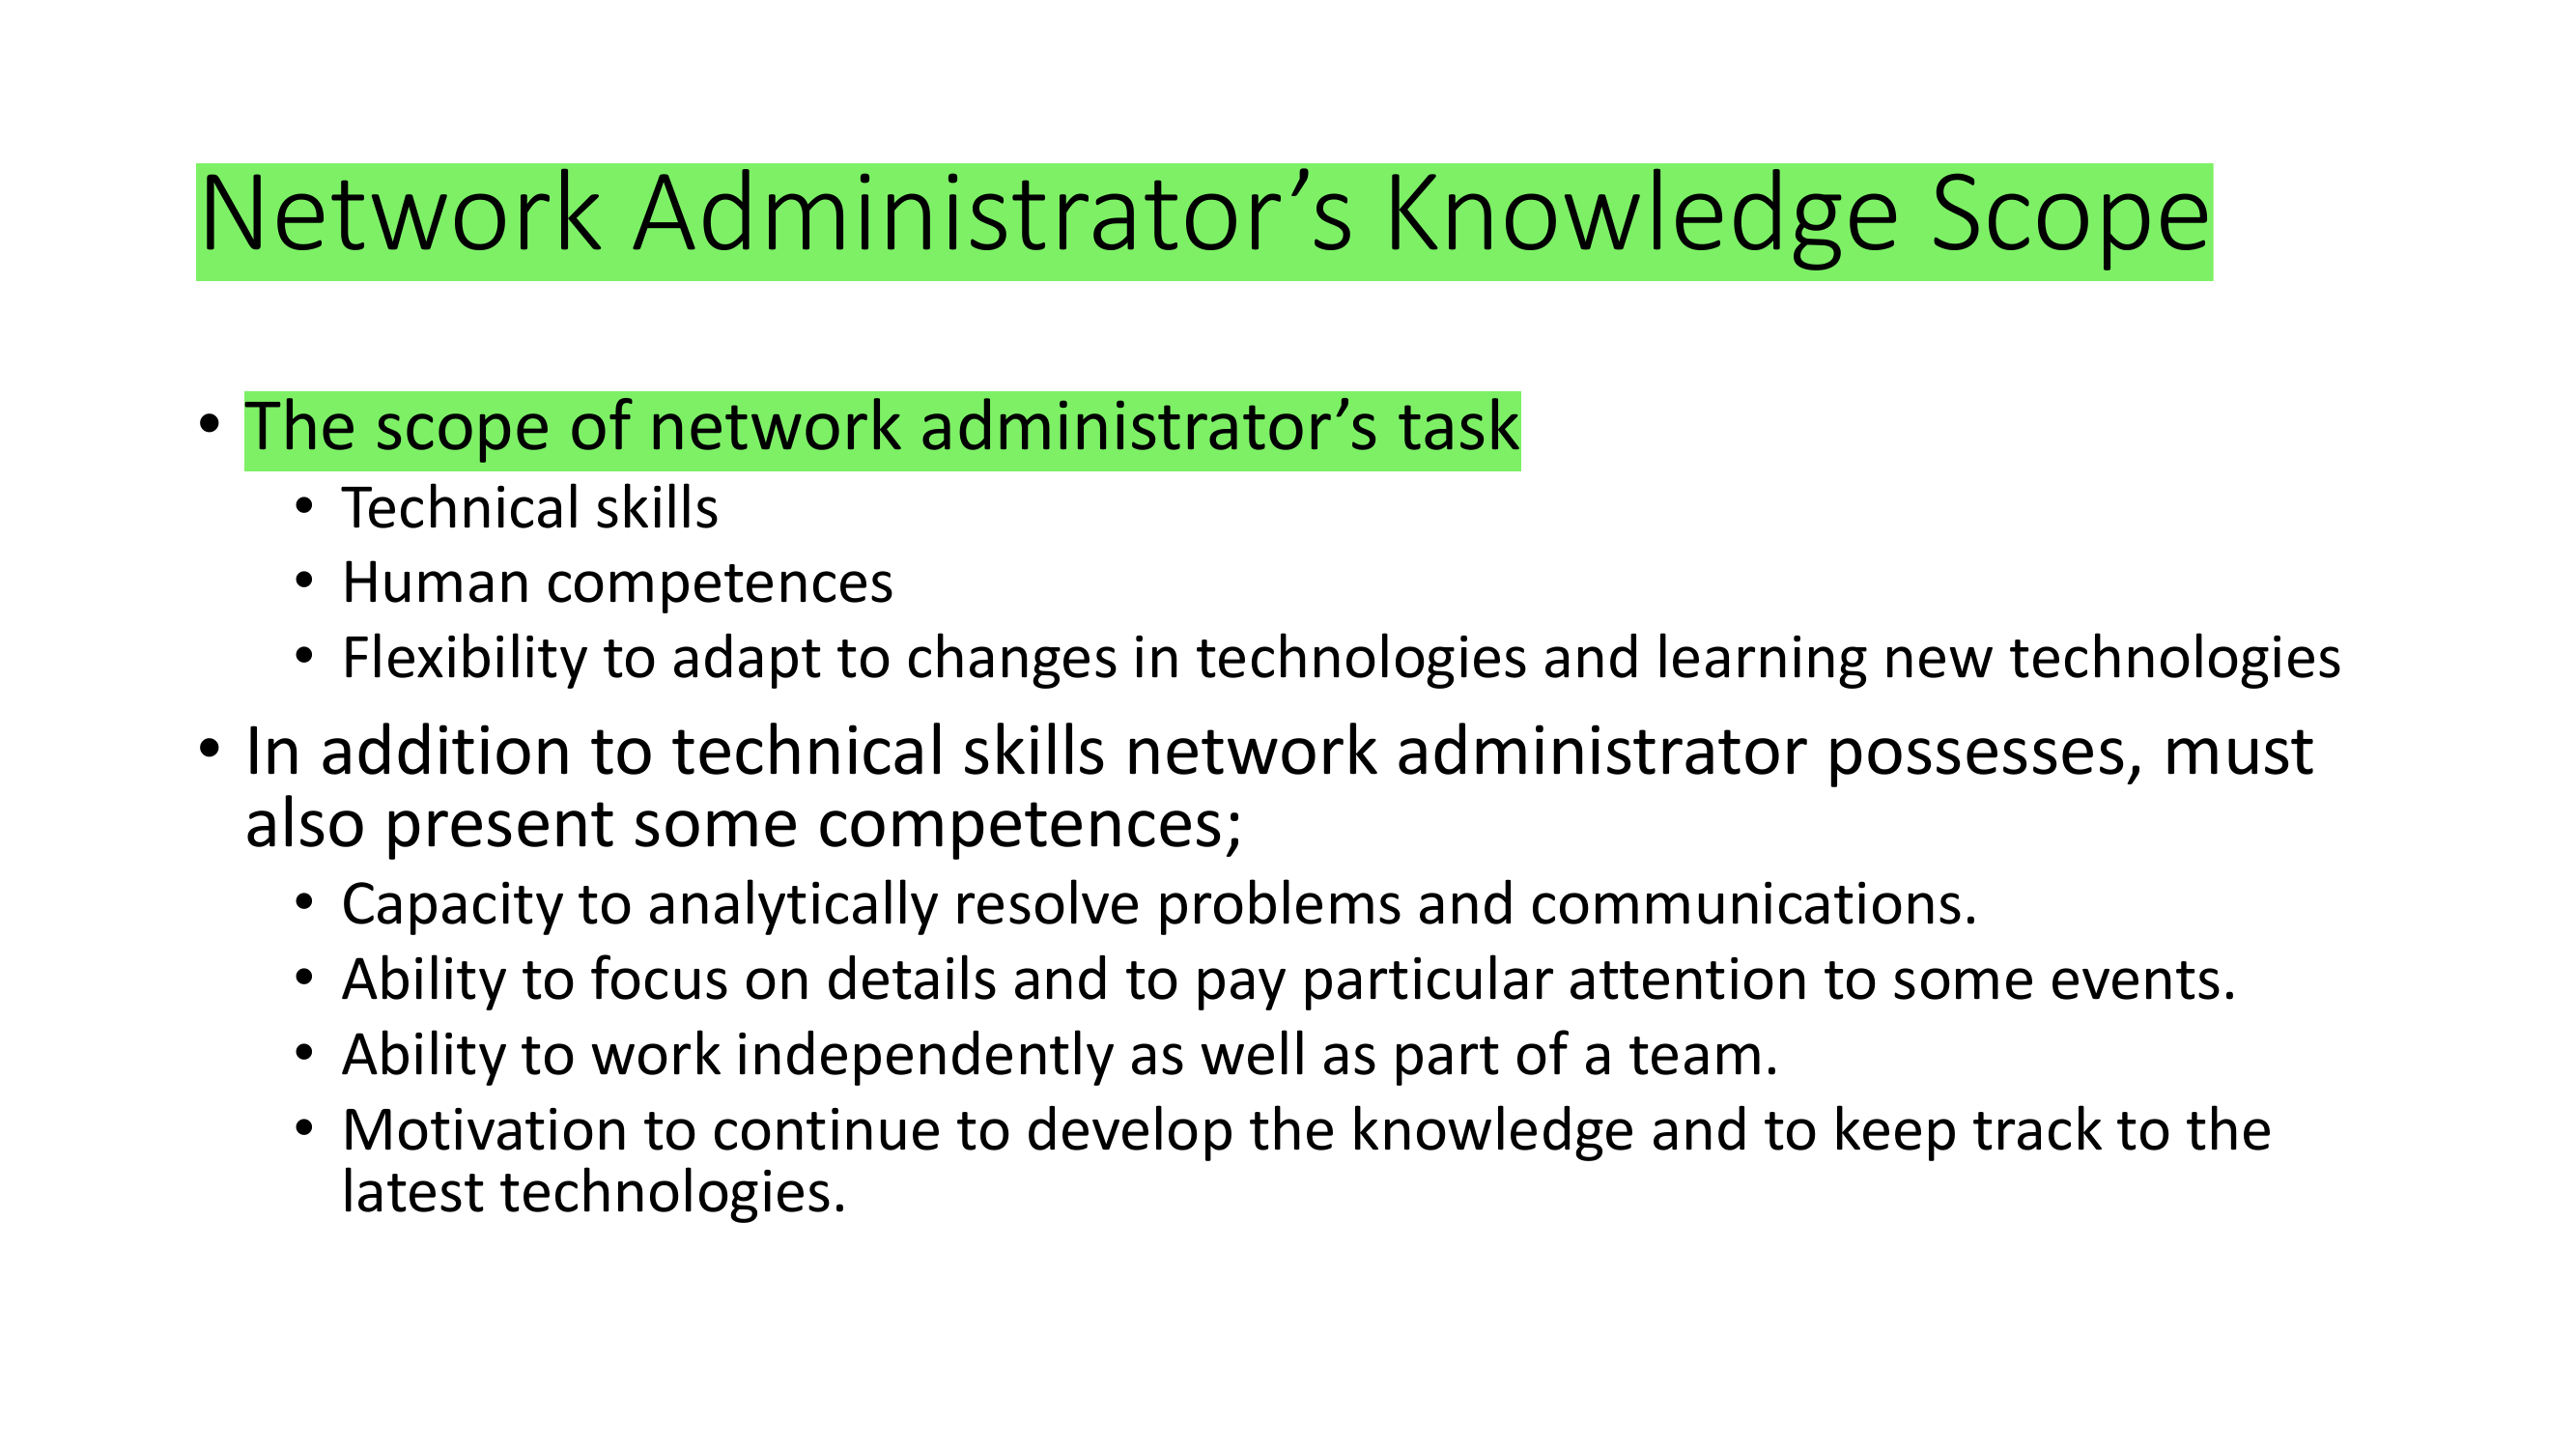 Network Administrator’s Knowledge Scope
• The scope of network administrator’s task
• Technical skills
• Human competences
• Flexibility to adapt to changes in technologies and learning new technologies
• In addition to technical skills network administrator possesses, must
also present some competences;
• Capacity to analytically resolve problems and communications.
• Ability to focus on details and to pay particular attention to some events.
• Ability to work independently as well as part of a team.
• Motivation to continue to develop the knowledge and to keep track to the
latest technologies.